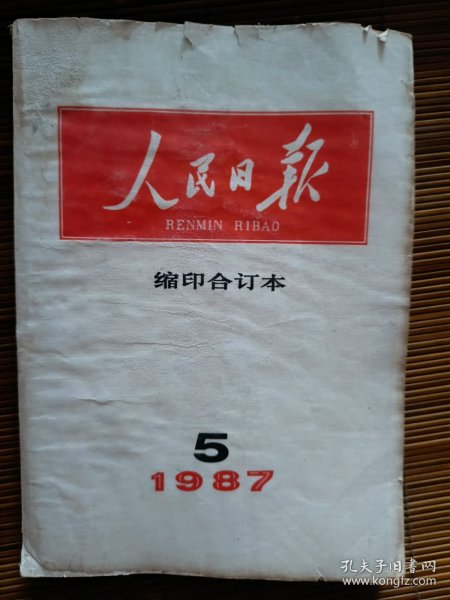 人民日报
RENMIN RIBAO
缩印合订本
5
1987
孔夫子旧书网
www.kongfz.com